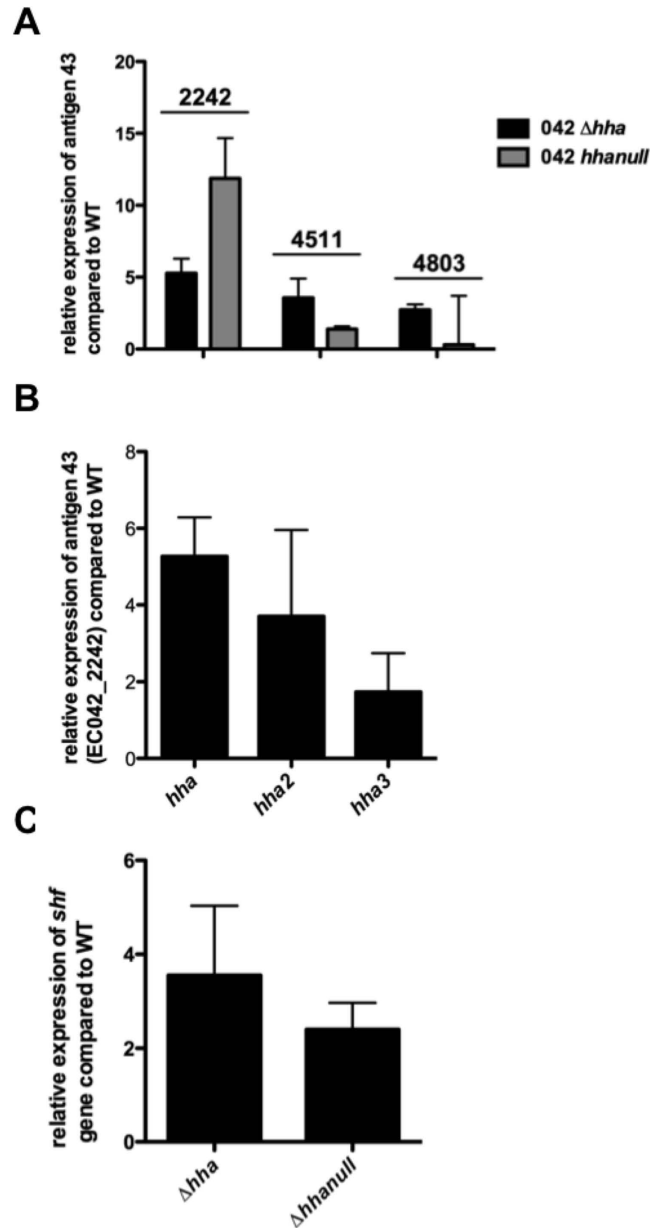 A
relative expression of antigen 43
compared to WT
20
15
10
5
0
2242
4511
4803
042 Δhha
042 hhanull
B
relative expression of antigen 43
(EC042_2242) compared to WT
8
6
4
2
0
hha
hha2
hha3
C
relative expression of shf
gene compared to WT
6
4
2
0
Δhha
Δhhanull